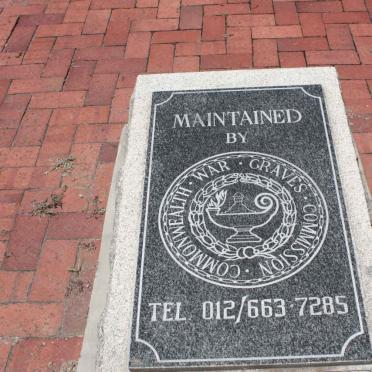 MAINTAINED
BY
COMMONWEALTH · WAR · GRAVES · COMMISSION ·
TEL 012/663 7285